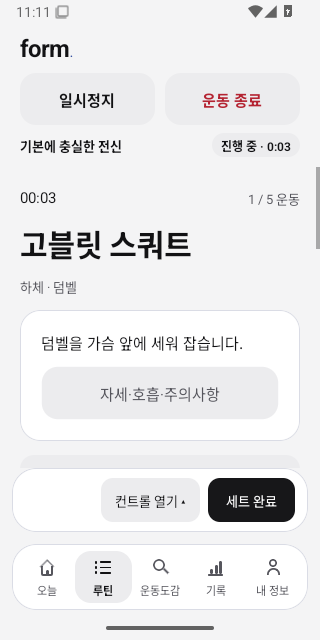 11:11
form.
일시정지
운동 종료
기본에 충실한 전신
진행 중 · 0:03
00:03
1 / 5 운동
고블릿 스쿼트
하체 · 덤벨
덤벨을 가슴 앞에 세워 잡습니다.
자세·호흡·주의사항
컨트롤 열기 ▴
세트 완료
오늘
루틴
운동도감
기록
내 정보